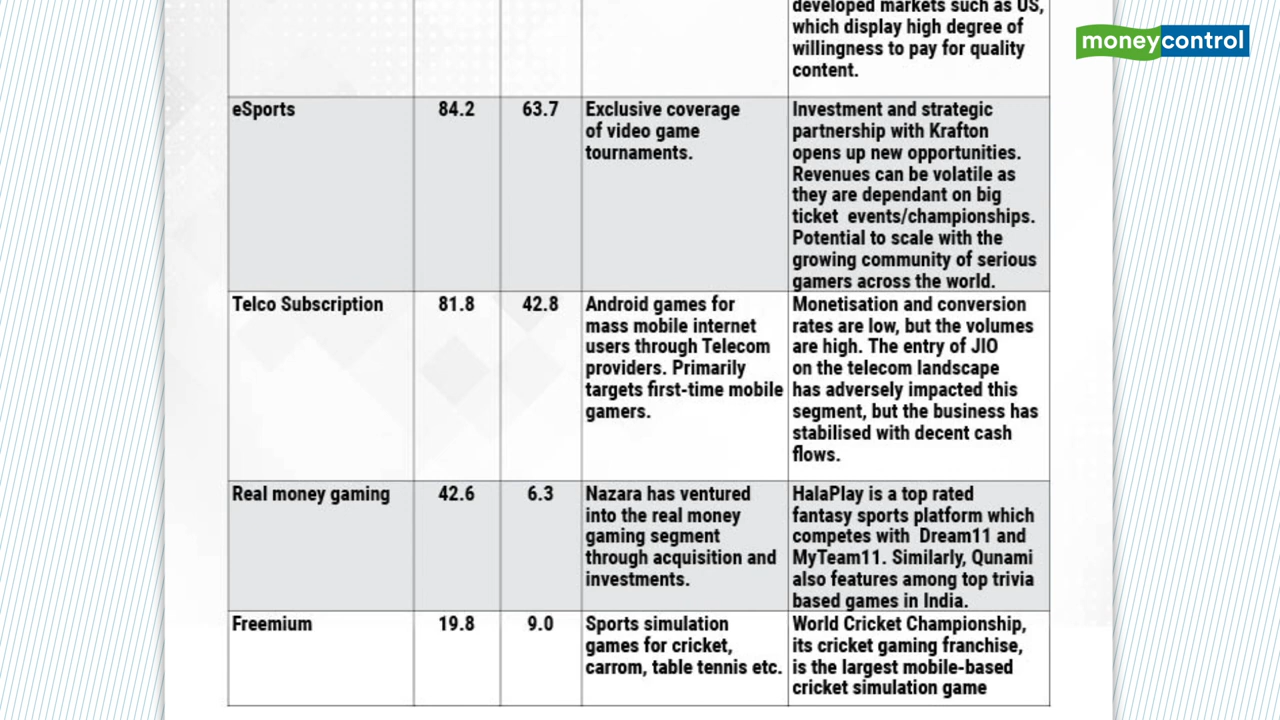 developed markets such as US,
which display high degree of
willingness to pay for quality
content.
moneycontrol
eSports
84.2
63.7
Exclusive coverage
of video game
tournaments.
Investment and strategic
partnership with Krafton
opens up new opportunities.
Revenues can be volatile as
they are dependant on big
ticket events/championships.
Potential to scale with the
growing community of serious
gamers across the world.
Telco Subscription
81.8
42.8
Android games for
mass mobile internet
users through Telecom
providers. Primarily
targets first-time mobile
gamers.
Monetisation and conversion
rates are low, but the volumes
are high. The entry of JIO
on the telecom landscape
has adversely impacted this
segment, but the business has
stabilised with decent cash
flows.
Real money gaming
42.6
6.3
Nazara has ventured
into the real money
gaming segment
through acquisition and
investments.
HalaPlay is a top rated
fantasy sports platform which
competes with Dream11 and
MyTeam11. Similarly, Qunami
also features among top trivia
based games in India.
Freemium
19.8
9.0
Sports simulation
games for cricket,
carrom, table tennis etc.
World Cricket Championship,
its cricket gaming franchise,
is the largest mobile-based
cricket simulation game